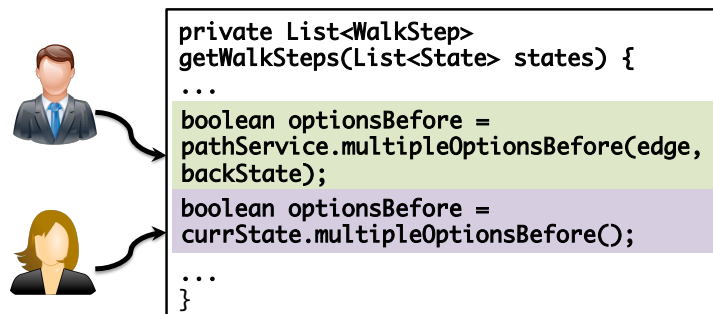 private List<WalkStep>
getWalkSteps(List<State> states) {
...
boolean optionsBefore =
pathService.multipleOptionsBefore(edge,
backState);
boolean optionsBefore =
currState.multipleOptionsBefore();
...
}